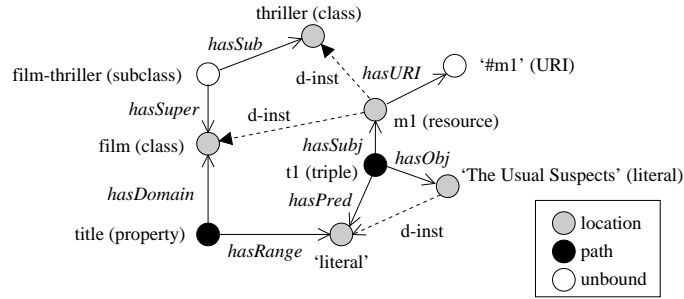 thriller (class)
hasSub
film-thriller (subclass)
d-inst
hasURI
‘#m1’ (URI)
hasSuper
d-inst
m1 (resource)
film (class)
hasSubj
t1 (triple)
hasObj
‘The Usual Suspects’ (literal)
hasDomain
hasPred
title (property)
hasRange
d-inst
‘literal’
location
path
unbound